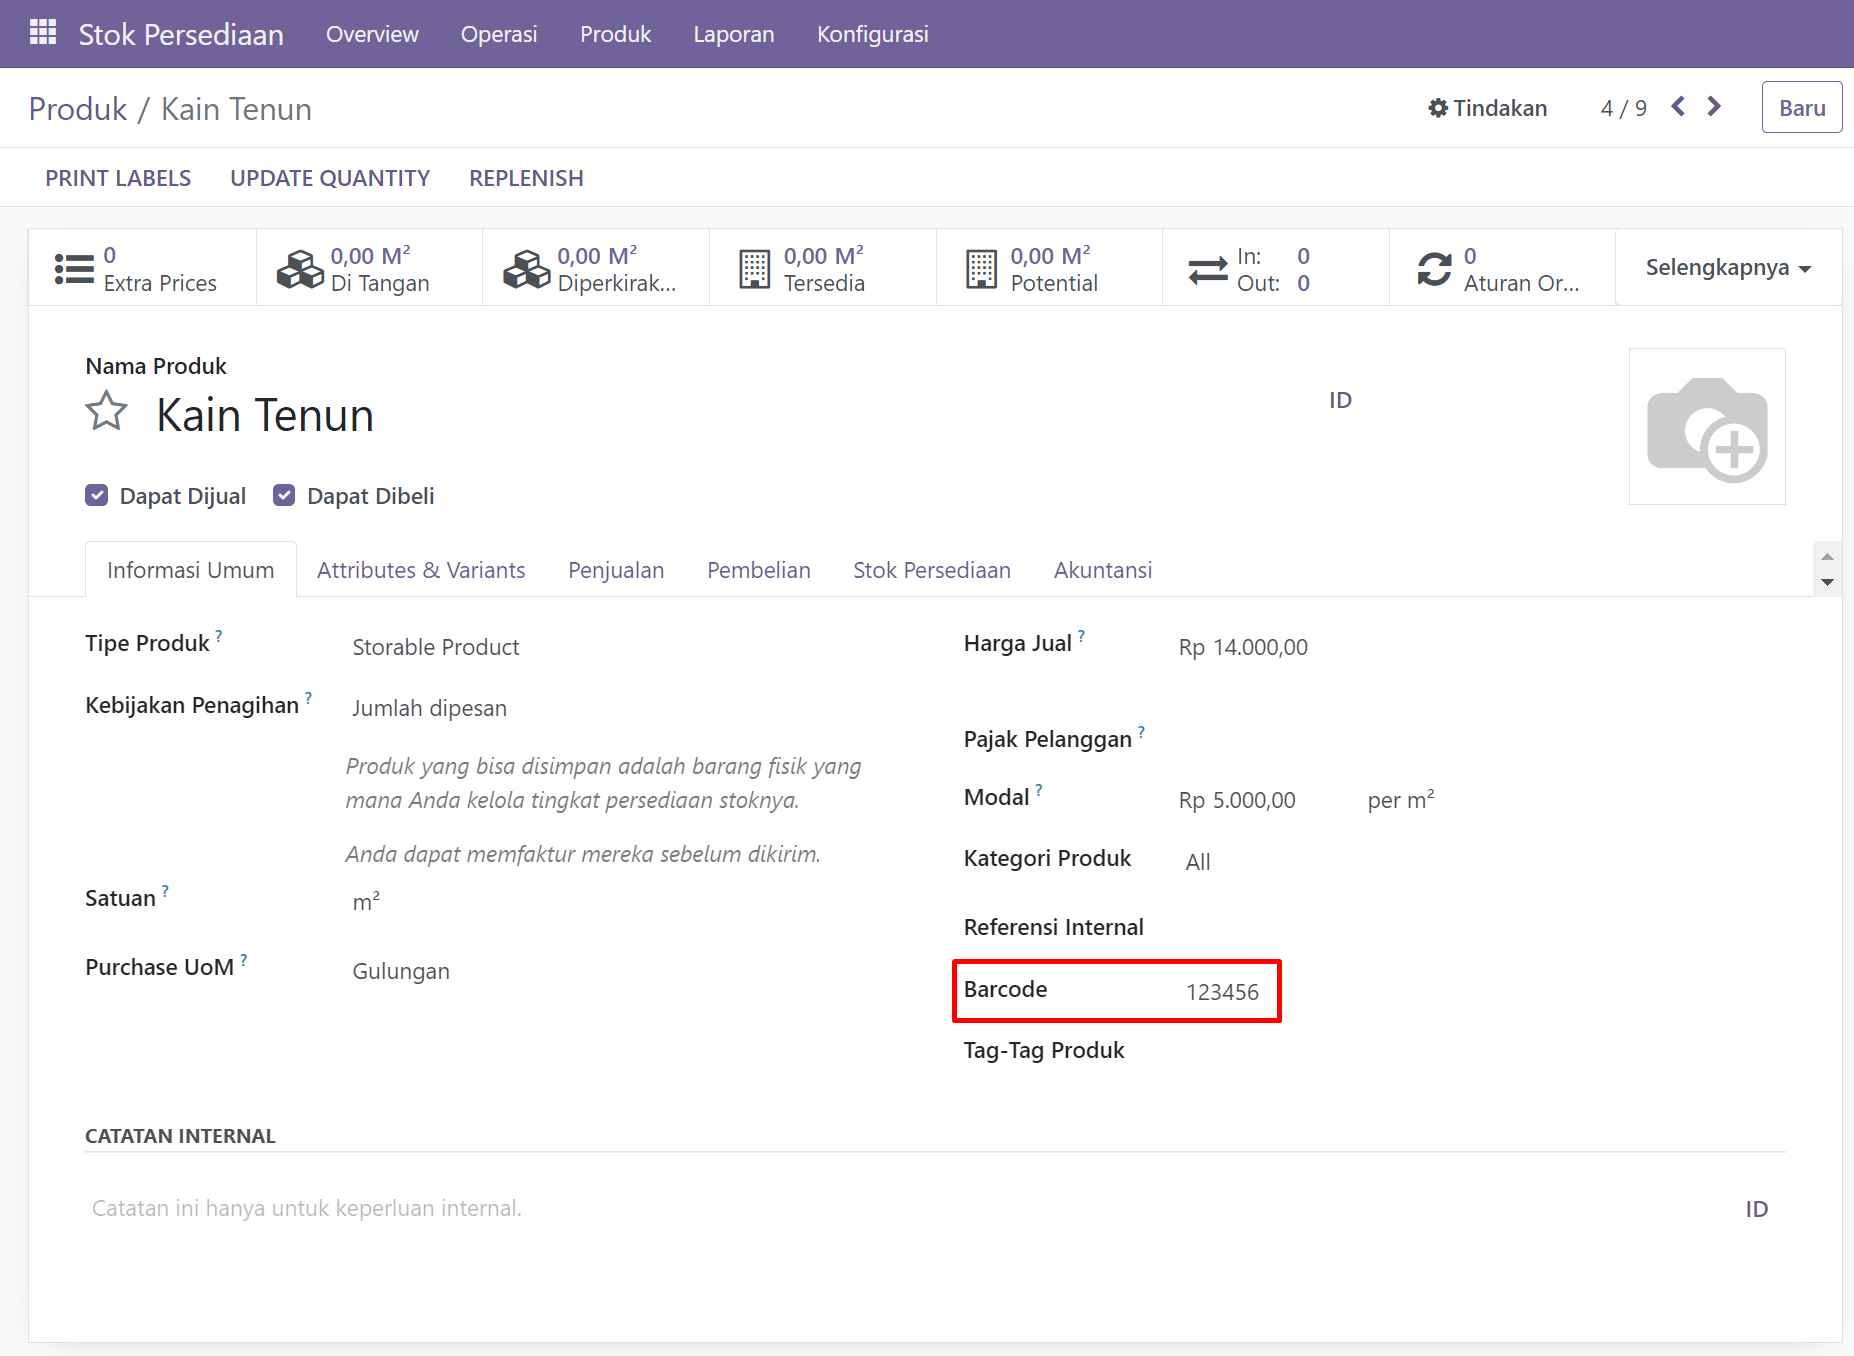 Stok Persediaan Overview Operasi Produk Laporan Konfigurasi
Produk / Kain Tenun Tindakan 4 / 9 Baru
PRINT LABELS UPDATE QUANTITY REPLENISH
0 0,00 M² 0,00 M² 0,00 M² 0,00 M² In: 0 0
Extra Prices Di Tangan Diperkirak... Tersedia Potential Out: 0 Aturan Or... Selengkapnya
Nama Produk
Kain Tenun ID
Dapat Dijual Dapat Dibeli
Informasi Umum Attributes & Variants Penjualan Pembelian Stok Persediaan Akuntansi
Tipe Produk ? Storable Product
Kebijakan Penagihan ? Jumlah dipesan
Produk yang bisa disimpan adalah barang fisik yang
mana Anda kelola tingkat persediaan stoknya.
Anda dapat memfaktur mereka sebelum dikirim.
Satuan ? m²
Purchase UoM ? Gulungan
Harga Jual ? Rp 14.000,00
Pajak Pelanggan ?
Modal ? Rp 5.000,00 per m²
Kategori Produk All
Referensi Internal
Barcode 123456
Tag-Tag Produk
CATATAN INTERNAL
Catatan ini hanya untuk keperluan internal. ID